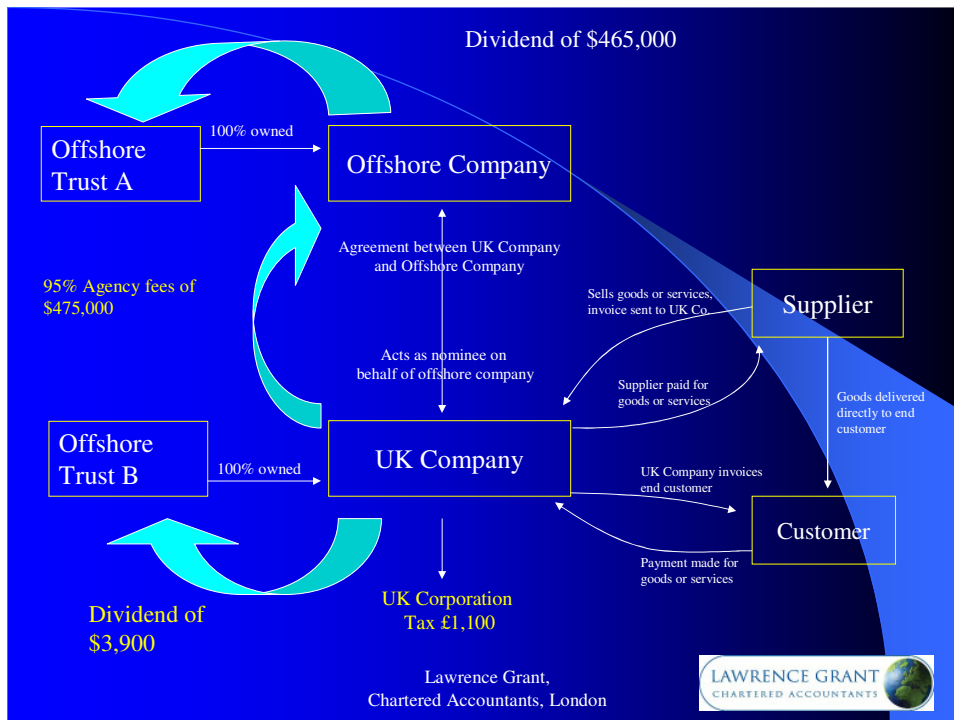 Dividend of $465,000
100% owned
Offshore
Trust A
Offshore Company
Agreement between UK Company
and Offshore Company
95% Agency fees of
$475,000
Sells goods or services,
invoice sent to UK Co.
Supplier
Acts as nominee on
behalf of offshore company
Supplier paid for
goods or services
Goods delivered
directly to end
customer
Offshore
Trust B
100% owned
UK Company
UK Company invoices
end customer
Customer
Payment made for
goods or services
Dividend of
$3,900
UK Corporation
Tax £1,100
Lawrence Grant,
Chartered Accountants, London
LAWRENCE GRANT
CHARTERED ACCOUNTANTS